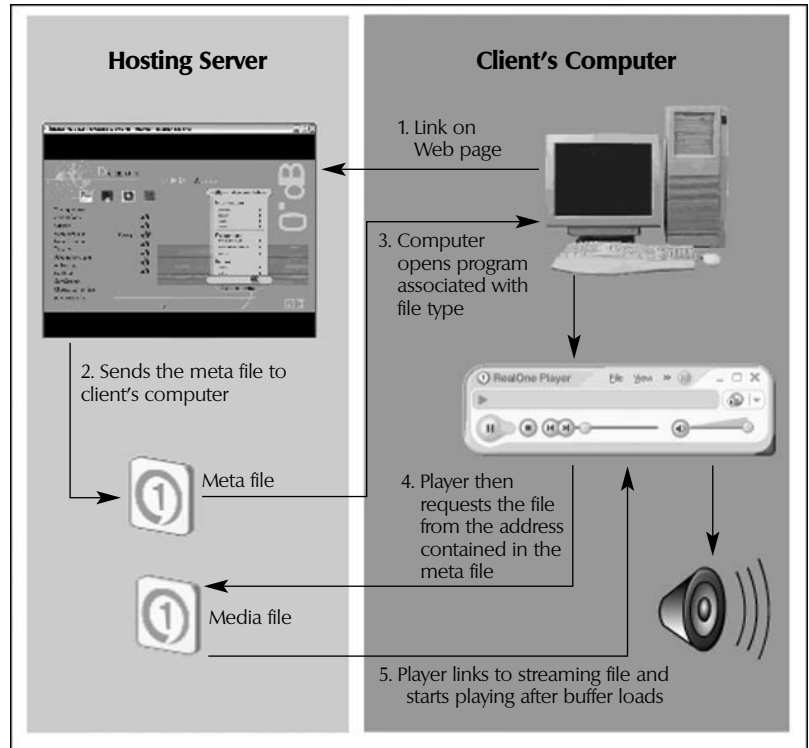 Hosting Server
Client's Computer
1. Link on
Web page
3. Computer
opens program
associated with
file type
2. Sends the meta file to
client's computer
RealOne Player File View
Meta file
4. Player then
requests the file
from the address
contained in the
meta file
Media file
5. Player links to streaming file and
starts playing after buffer loads